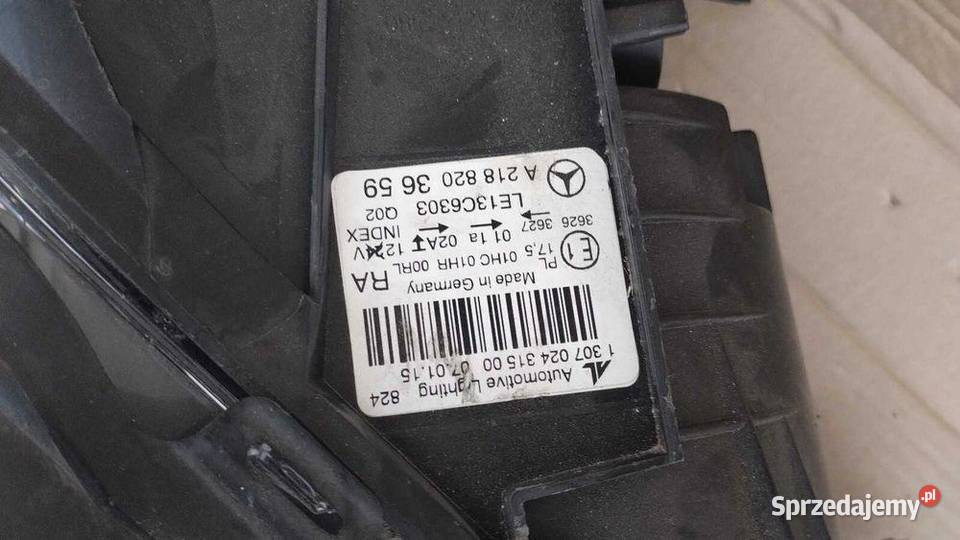 Automotive Lighting 824
1 307 024 315 00 07.01.15
Made in Germany
PL 01HC 01HR 00RL RA
E1 17.5
3626 3627 01 1a 02A 12V
INDEX
LE13C6303 Q02
A 218 820 36 59
Sprzedajemy.pl